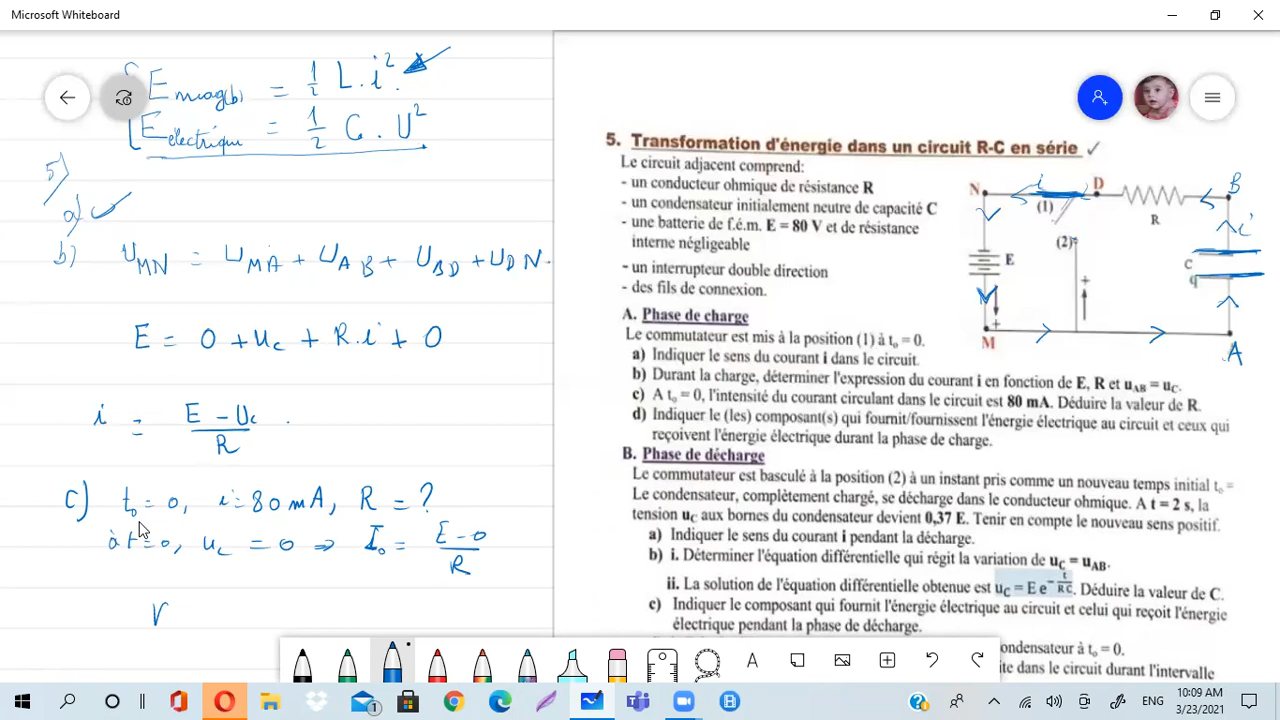 Microsoft Whiteboard
E mag(b) = 1/2 L.i²
E électrique = 1/2 C.U²
5)
a)
b) U_MN = U_MA + U_AB + U_BD + U_DN
E = 0 + u_c + R.i + 0
i = (E - U_c)/R
c) t₀ = 0, i = 80 mA, R = ?
à t = 0, u_c = 0 ⇒ I₀ = (E - 0)/R
5. Transformation d'énergie dans un circuit R-C en série
Le circuit adjacent comprend:
- un conducteur ohmique de résistance R
- un condensateur initialement neutre de capacité C
- une batterie de f.é.m. E = 80 V et de résistance
interne négligeable
- un interrupteur double direction
- des fils de connexion.
N
i
D
B
(1)
R
i
(2)
E
C
q
+
+
M
A
A. Phase de charge
Le commutateur est mis à la position (1) à t₀ = 0.
a) Indiquer le sens du courant i dans le circuit.
b) Durant la charge, déterminer l'expression du courant i en fonction de E, R et u_AB = u_C.
c) A t₀ = 0, l'intensité du courant circulant dans le circuit est 80 mA. Déduire la valeur de R.
d) Indiquer le (les) composant(s) qui fournit/fournissent l'énergie électrique au circuit et ceux qui
reçoivent l'énergie électrique durant la phase de charge.
B. Phase de décharge
Le commutateur est basculé à la position (2) à un instant pris comme un nouveau temps initial t₀ =
Le condensateur, complètement chargé, se décharge dans le conducteur ohmique. A t = 2 s, la
tension u_C aux bornes du condensateur devient 0,37 E. Tenir en compte le nouveau sens positif.
a) Indiquer le sens du courant i pendant la décharge.
b) i. Déterminer l'équation différentielle qui régit la variation de u_C = u_AB.
ii. La solution de l'équation différentielle obtenue est u_C = E e^(-t/RC). Déduire la valeur de C.
c) Indiquer le composant qui fournit l'énergie électrique au circuit et celui qui reçoit l'énergie
électrique pendant la phase de décharge.
ondensateur à t₀ = 0.
ite dans le circuit durant l'intervalle
A
1
ENG
10:09 AM
3/23/2021